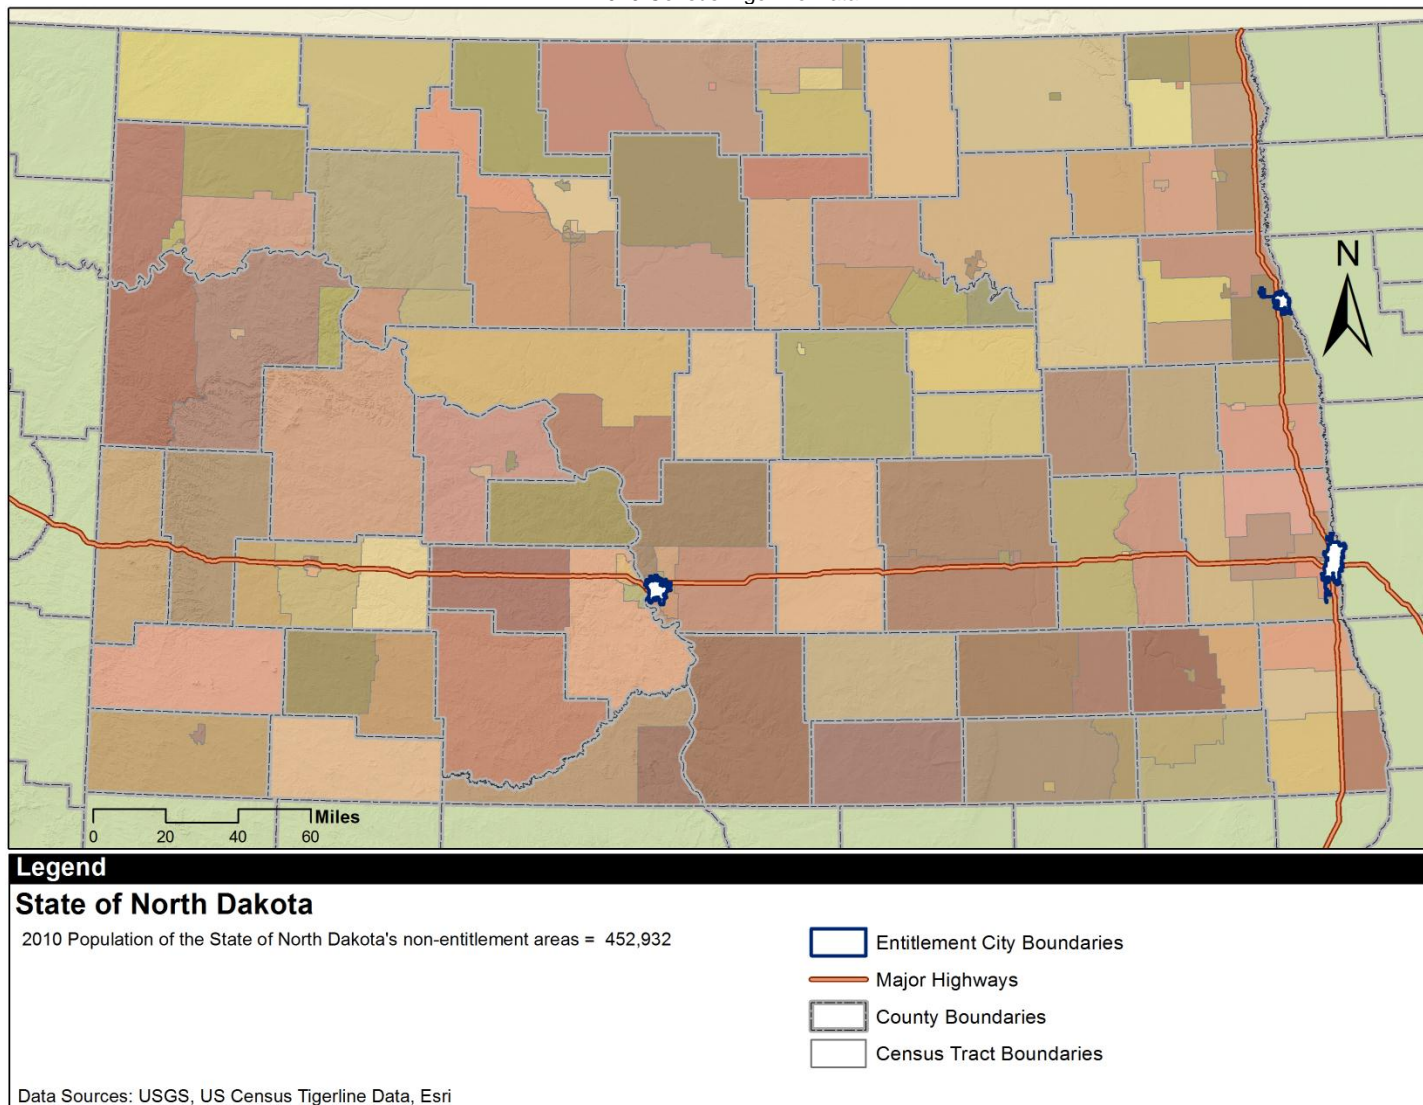 N
Miles
0 20 40 60
Legend
State of North Dakota
2010 Population of the State of North Dakota's non-entitlement areas = 452,932
Entitlement City Boundaries
Major Highways
County Boundaries
Census Tract Boundaries
Data Sources: USGS, US Census Tigerline Data, Esri